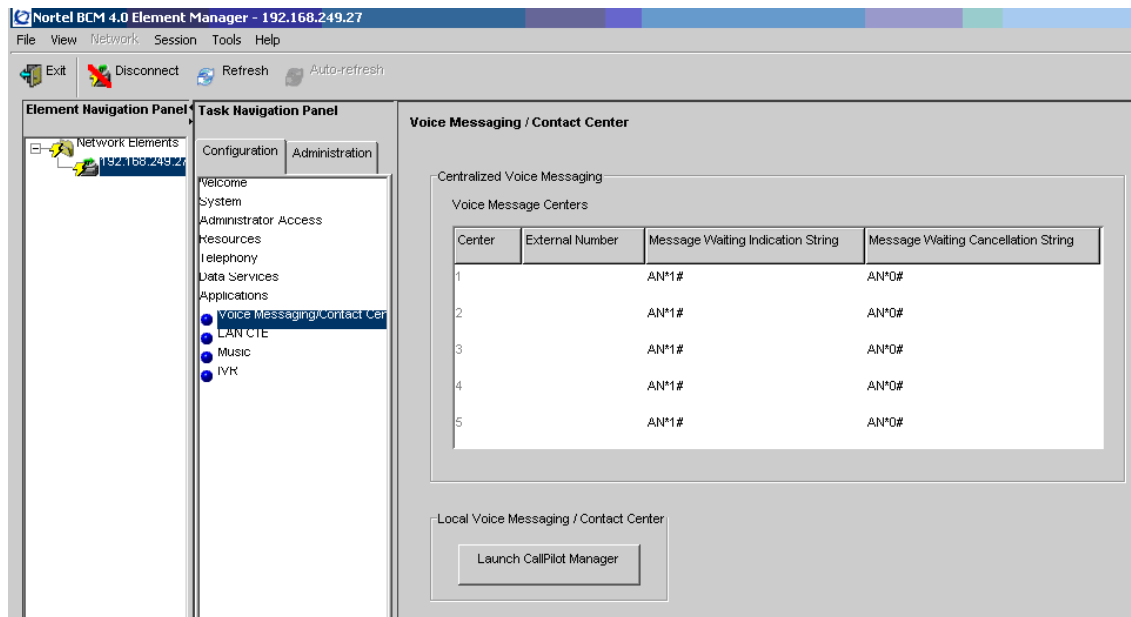 Nortel BCM 4.0 Element Manager - 192.168.249.27
File View Network Session Tools Help
Exit Disconnect Refresh Auto-refresh
Element Navigation Panel
Network Elements
192.168.249.27
Task Navigation Panel
Configuration Administration
Welcome
System
Administrator Access
Resources
Telephony
Data Services
Applications
Voice Messaging/Contact Cen
LAN CTE
Music
IVR
Voice Messaging / Contact Center
Centralized Voice Messaging
Voice Message Centers
Center External Number Message Waiting Indication String Message Waiting Cancellation String
1 AN*1# AN*0#
2 AN*1# AN*0#
3 AN*1# AN*0#
4 AN*1# AN*0#
5 AN*1# AN*0#
Local Voice Messaging / Contact Center
Launch CallPilot Manager